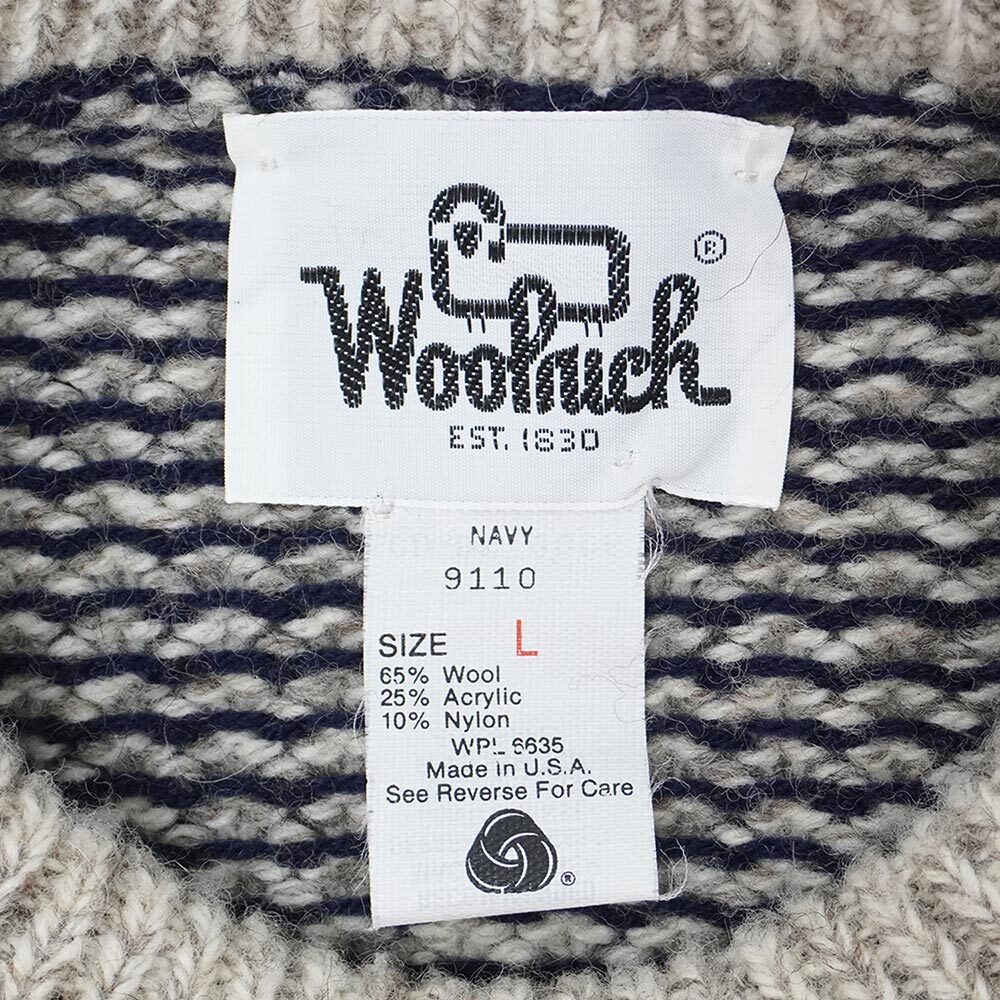 Woolrich ®
EST. 1830
NAVY
9110
SIZE L
65% Wool
25% Acrylic
10% Nylon
WPL 6635
Made in U.S.A.
See Reverse For Care
®